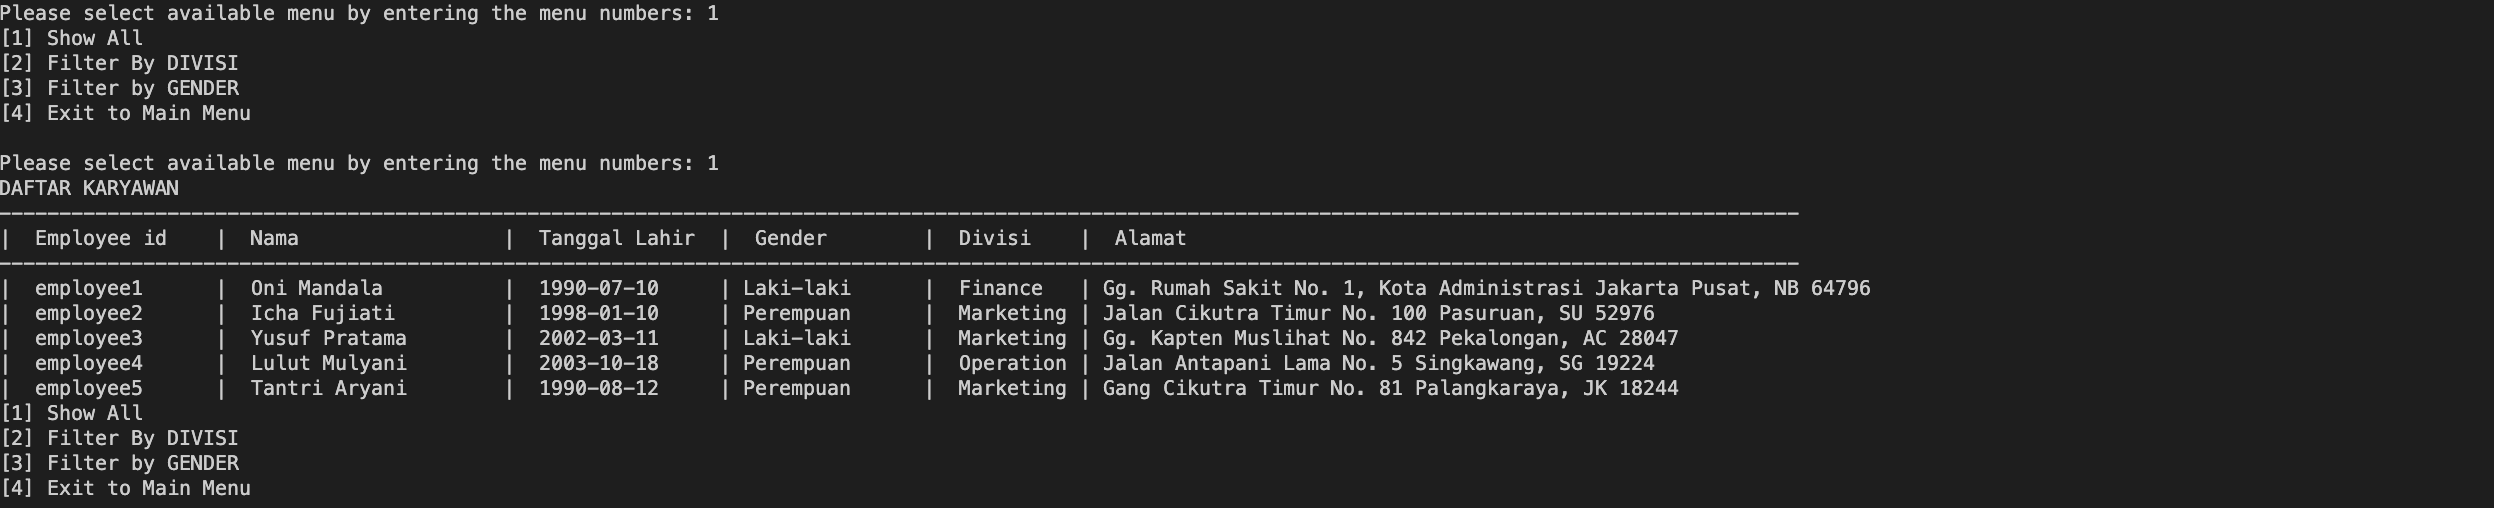 Please select available menu by entering the menu numbers: 1
[1] Show All
[2] Filter By DIVISI
[3] Filter by GENDER
[4] Exit to Main Menu
Please select available menu by entering the menu numbers: 1
DAFTAR KARYAWAN
------------------------------------------------------------------------------------------------------------------------------------------------------
|  Employee id    |  Nama                 |  Tanggal Lahir  |  Gender        |  Divisi    |  Alamat
------------------------------------------------------------------------------------------------------------------------------------------------------
|  employee1      |  Oni Mandala          |  1990-07-10     | Laki-laki      |  Finance   | Gg. Rumah Sakit No. 1, Kota Administrasi Jakarta Pusat, NB 64796
|  employee2      |  Icha Fujiati         |  1998-01-10     | Perempuan      |  Marketing | Jalan Cikutra Timur No. 100 Pasuruan, SU 52976
|  employee3      |  Yusuf Pratama        |  2002-03-11     | Laki-laki      |  Marketing | Gg. Kapten Muslihat No. 842 Pekalongan, AC 28047
|  employee4      |  Lulut Mulyani        |  2003-10-18     | Perempuan      |  Operation | Jalan Antapani Lama No. 5 Singkawang, SG 19224
|  employee5      |  Tantri Aryani        |  1990-08-12     | Perempuan      |  Marketing | Gang Cikutra Timur No. 81 Palangkaraya, JK 18244
[1] Show All
[2] Filter By DIVISI
[3] Filter by GENDER
[4] Exit to Main Menu